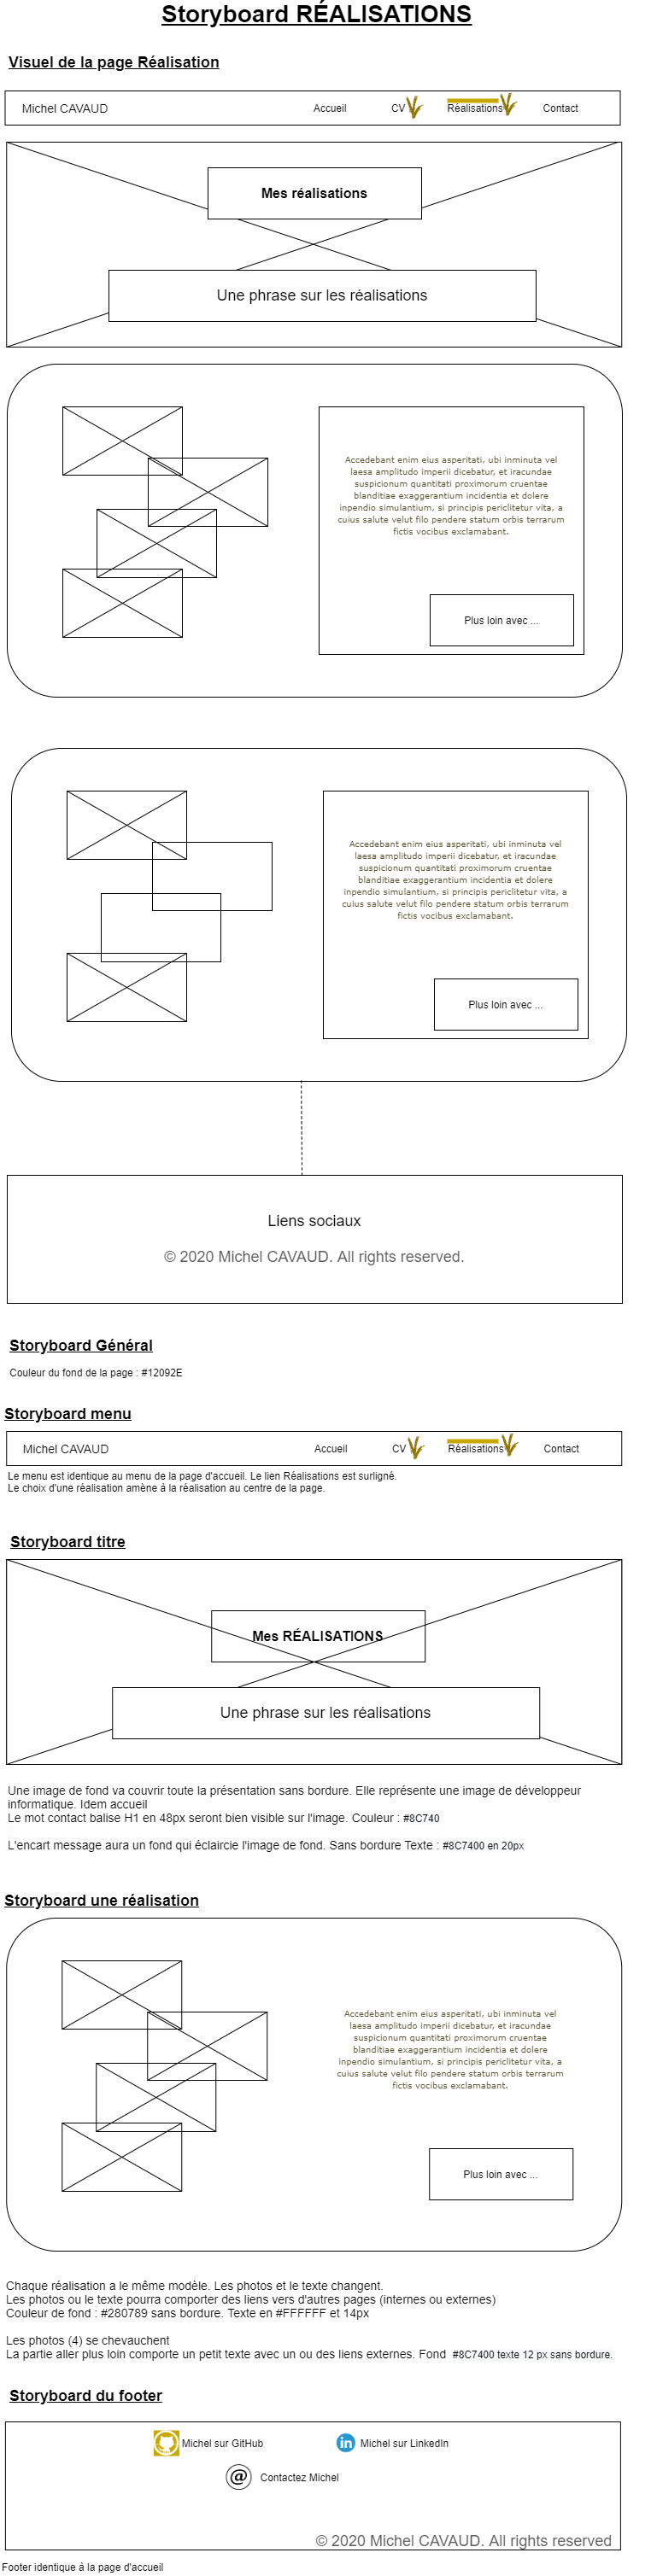 Storyboard RÉALISATIONS
Visuel de la page Réalisation
Michel CAVAUD Accueil CV Réalisations Contact
Mes réalisations
Une phrase sur les réalisations
Accedebant enim eius asperitati, ubi inminuta vel
laesa amplitudo imperii dicebatur, et iracundae
suspicionum quantitati proximorum cruentae
blanditiae exaggerantium incidentia et dolere
inpendio simulantium, si principis periclitetur vita, a
cuius salute velut filo pendere statum orbis terrarum
fictis vocibus exclamabant.
Plus loin avec ...
Accedebant enim eius asperitati, ubi inminuta vel
laesa amplitudo imperii dicebatur, et iracundae
suspicionum quantitati proximorum cruentae
blanditiae exaggerantium incidentia et dolere
inpendio simulantium, si principis periclitetur vita, a
cuius salute velut filo pendere statum orbis terrarum
fictis vocibus exclamabant.
Plus loin avec ...
Liens sociaux
© 2020 Michel CAVAUD. All rights reserved.
Storyboard Général
Couleur du fond de la page : #12092E
Storyboard menu
Michel CAVAUD Accueil CV Réalisations Contact
Le menu est identique au menu de la page d'accueil. Le lien Réalisations est surligné.
Le choix d'une réalisation amène à la réalisation au centre de la page.
Storyboard titre
Mes RÉALISATIONS
Une phrase sur les réalisations
Une image de fond va couvrir toute la présentation sans bordure. Elle représente une image de développeur
informatique. Idem accueil
Le mot contact balise H1 en 48px seront bien visible sur l'image. Couleur : #8C740
L'encart message aura un fond qui éclaircie l'image de fond. Sans bordure Texte : #8C7400 en 20px
Storyboard une réalisation
Accedebant enim eius asperitati, ubi inminuta vel
laesa amplitudo imperii dicebatur, et iracundae
suspicionum quantitati proximorum cruentae
blanditiae exaggerantium incidentia et dolere
inpendio simulantium, si principis periclitetur vita, a
cuius salute velut filo pendere statum orbis terrarum
fictis vocibus exclamabant.
Plus loin avec ...
Chaque réalisation a le même modèle. Les photos et le texte changent.
Les photos ou le texte pourra comporter des liens vers d'autres pages (internes ou externes)
Couleur de fond : #280789 sans bordure. Texte en #FFFFFF et 14px
Les photos (4) se chevauchent
La partie aller plus loin comporte un petit texte avec un ou des liens externes. Fond #8C7400 texte 12 px sans bordure.
Storyboard du footer
Michel sur GitHub in Michel sur LinkedIn
@ Contactez Michel
© 2020 Michel CAVAUD. All rights reserved
Footer identique à la page d'accueil